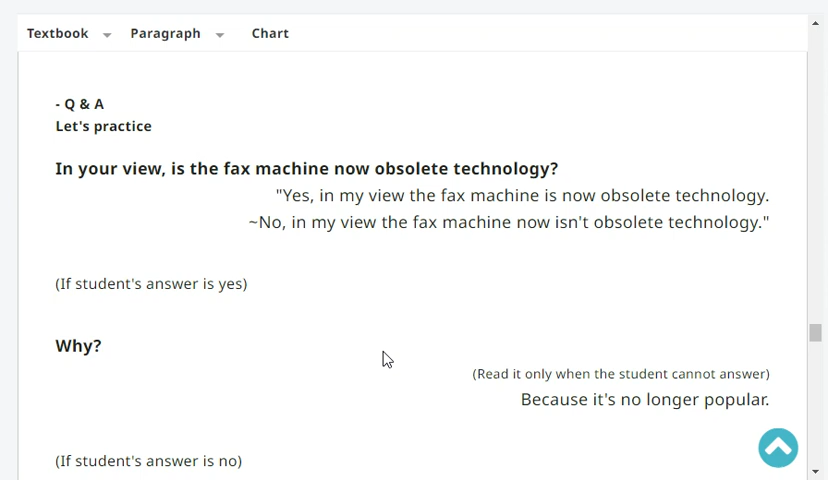 Textbook Paragraph Chart
- Q & A
Let's practice
In your view, is the fax machine now obsolete technology?
"Yes, in my view the fax machine is now obsolete technology.
~No, in my view the fax machine now isn't obsolete technology."
(If student's answer is yes)
Why?
(Read it only when the student cannot answer)
Because it's no longer popular.
(If student's answer is no)